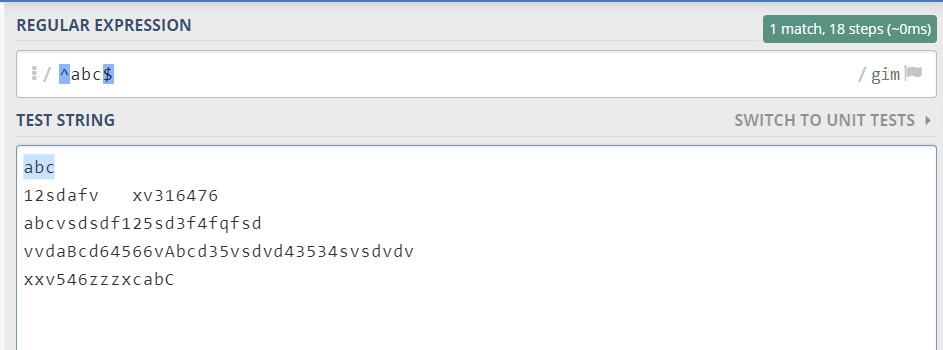 REGULAR EXPRESSION
1 match, 18 steps (~0ms)
/ ^abc$ / gim
TEST STRING
SWITCH TO UNIT TESTS
abc
12sdafv   xv316476
abcvsdsdf125sd3f4fqfsd
vvdaBcd64566vAbcd35vsdvd43534svsdvdv
xxv546zzzxcabC